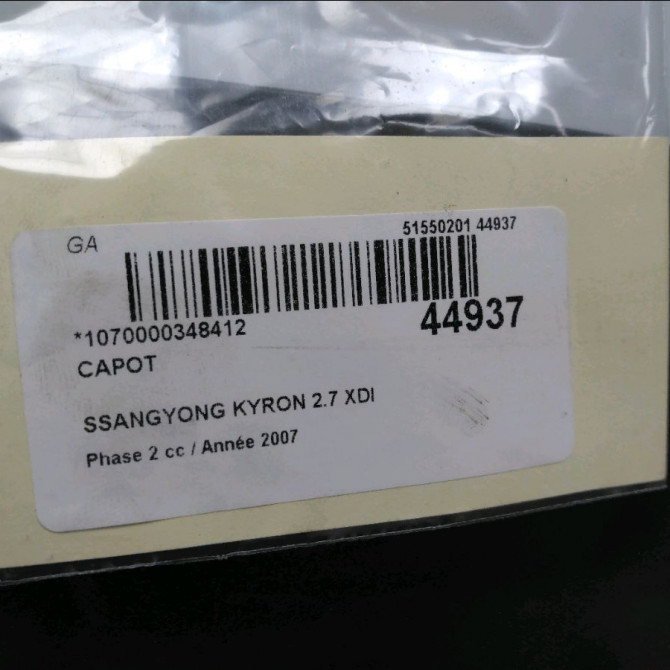 GA
51550201 44937
*1070000348412
44937
CAPOT
SSANGYONG KYRON 2.7 XDI
Phase 2 cc / Année 2007